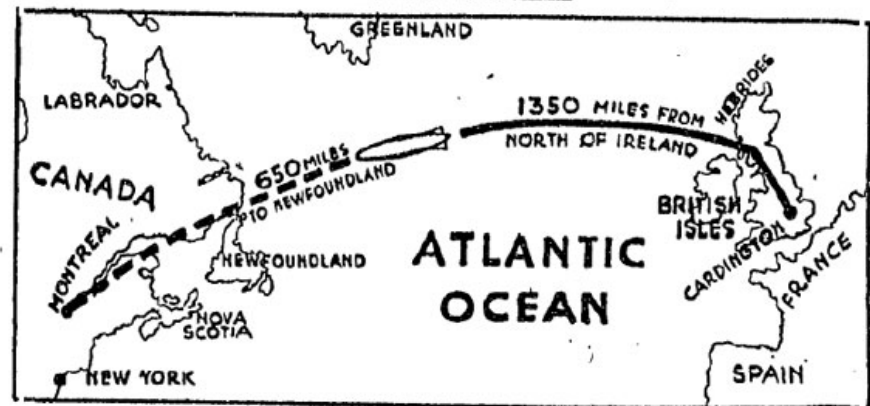 GREENLAND
LABRADOR
1350 MILES FROM
HEBRIDES
NORTH OF IRELAND
650 MILES
TO NEWFOUNDLAND
CANADA
BRITISH
ISLES
MONTREAL
ATLANTIC
OCEAN
CARDINGTON
FRANCE
NEWFOUNDLAND
NOVA
SCOTIA
NEW YORK
SPAIN